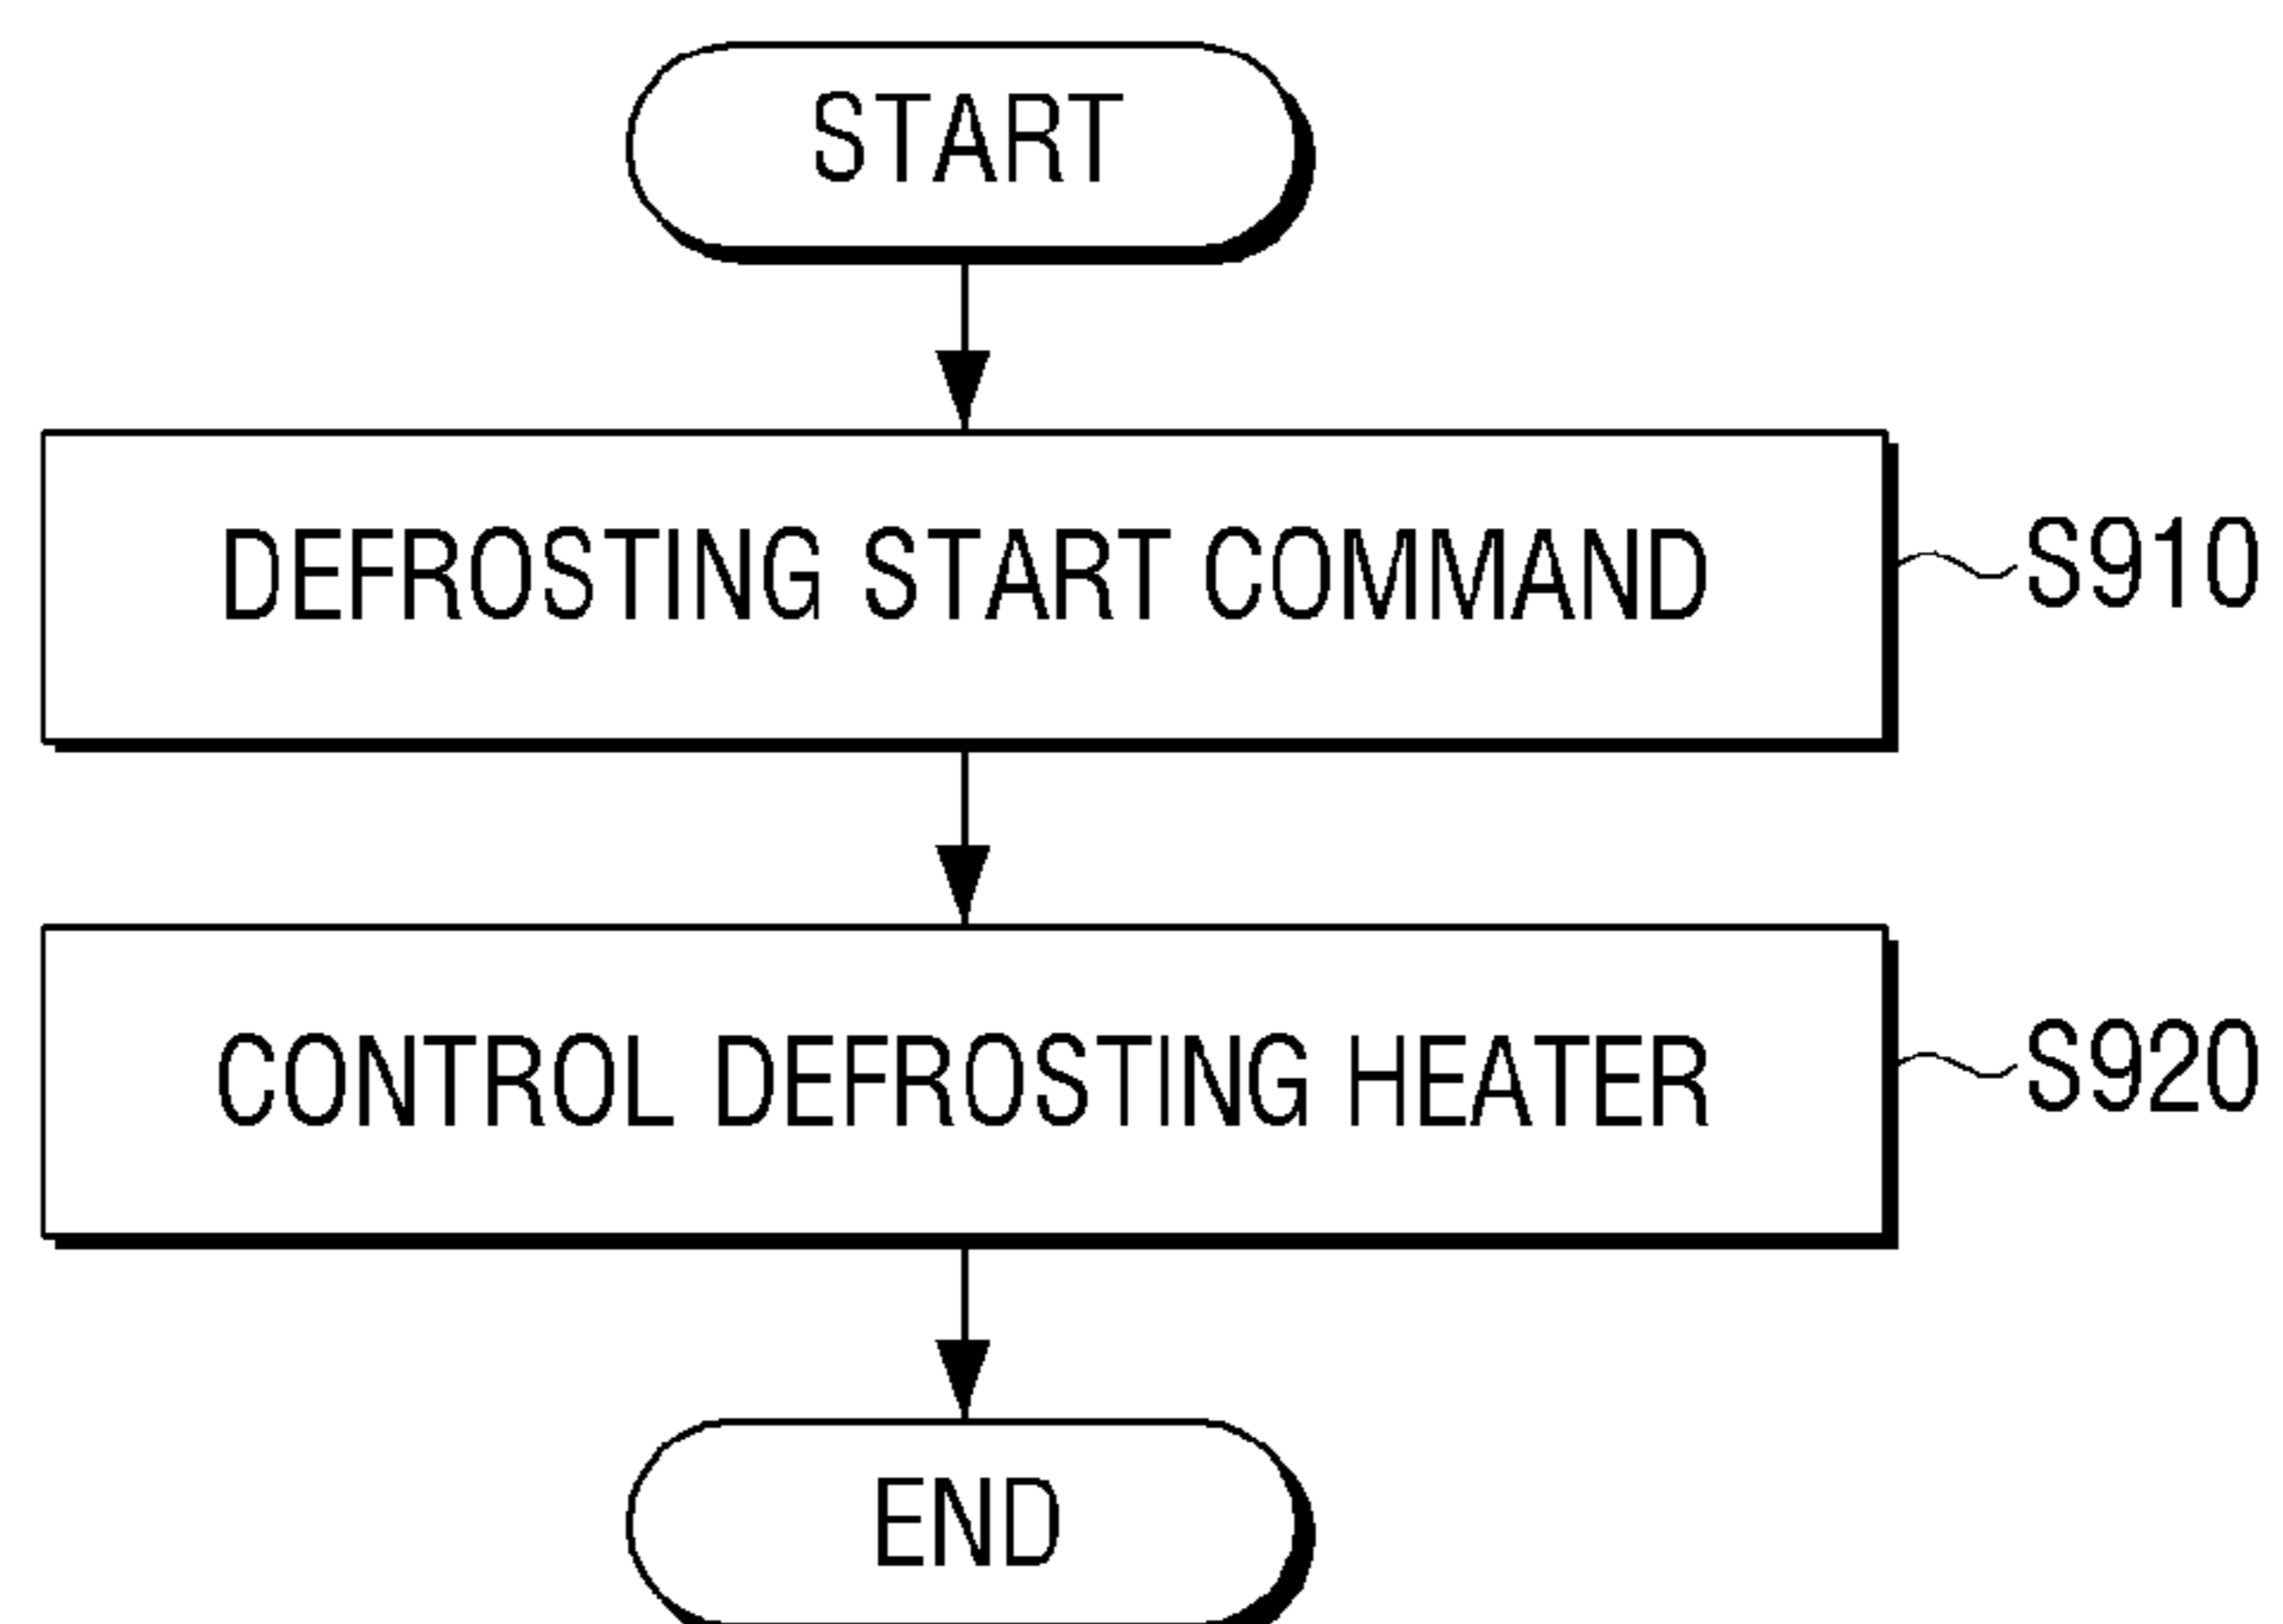 START
DEFROSTING START COMMAND
S910
CONTROL DEFROSTING HEATER
S920
END